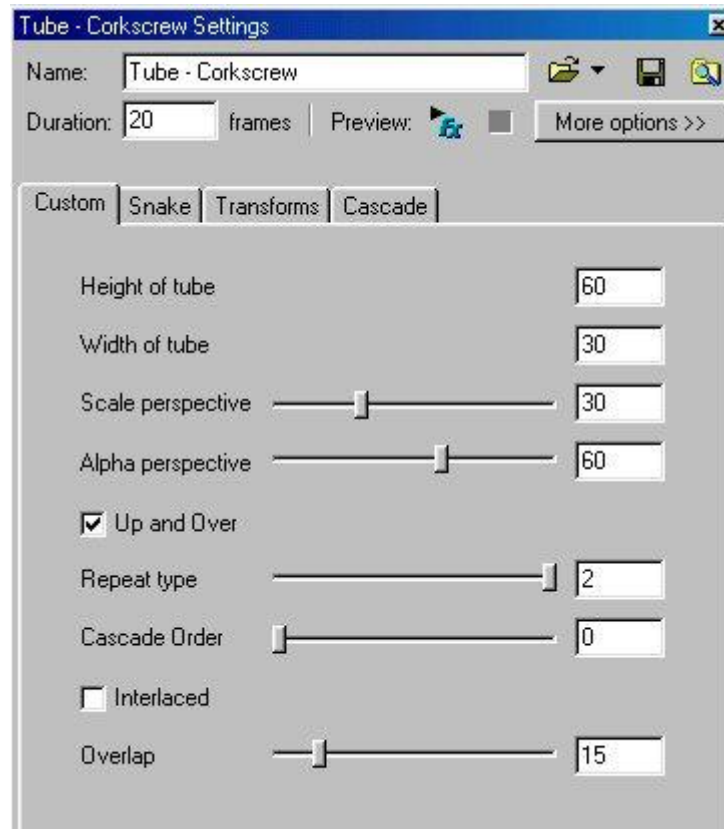 Tube - Corkscrew Settings
Name: Tube - Corkscrew
Duration: 20 frames Preview: fx More options >>
Custom Snake Transforms Cascade
Height of tube 60
Width of tube 30
Scale perspective 30
Alpha perspective 60
Up and Over
Repeat type 2
Cascade Order 0
Interlaced
Overlap 15